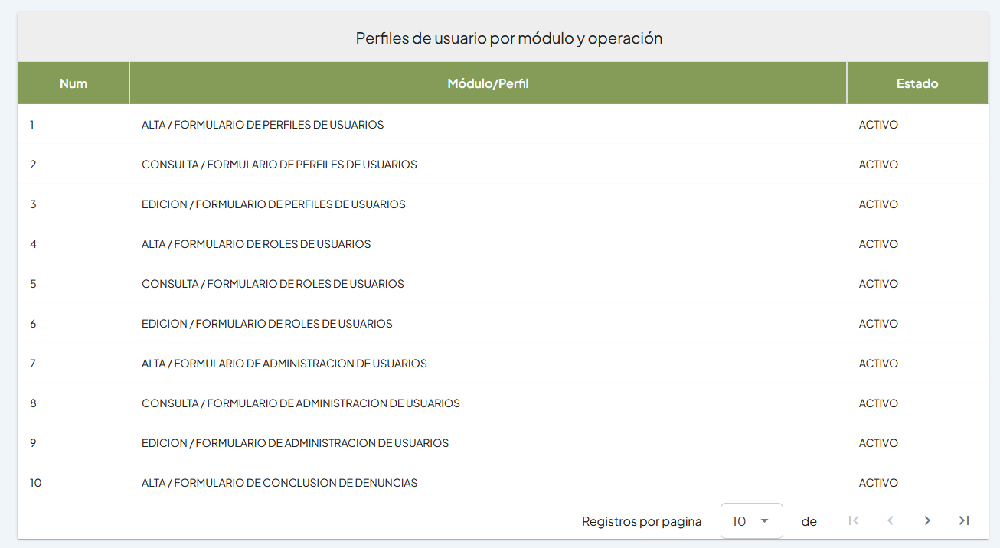 Perfiles de usuario por módulo y operación
Num Módulo/Perfil Estado
1 ALTA / FORMULARIO DE PERFILES DE USUARIOS ACTIVO
2 CONSULTA / FORMULARIO DE PERFILES DE USUARIOS ACTIVO
3 EDICION / FORMULARIO DE PERFILES DE USUARIOS ACTIVO
4 ALTA / FORMULARIO DE ROLES DE USUARIOS ACTIVO
5 CONSULTA / FORMULARIO DE ROLES DE USUARIOS ACTIVO
6 EDICION / FORMULARIO DE ROLES DE USUARIOS ACTIVO
7 ALTA / FORMULARIO DE ADMINISTRACION DE USUARIOS ACTIVO
8 CONSULTA / FORMULARIO DE ADMINISTRACION DE USUARIOS ACTIVO
9 EDICION / FORMULARIO DE ADMINISTRACION DE USUARIOS ACTIVO
10 ALTA / FORMULARIO DE CONCLUSION DE DENUNCIAS ACTIVO
Registros por pagina 10 de